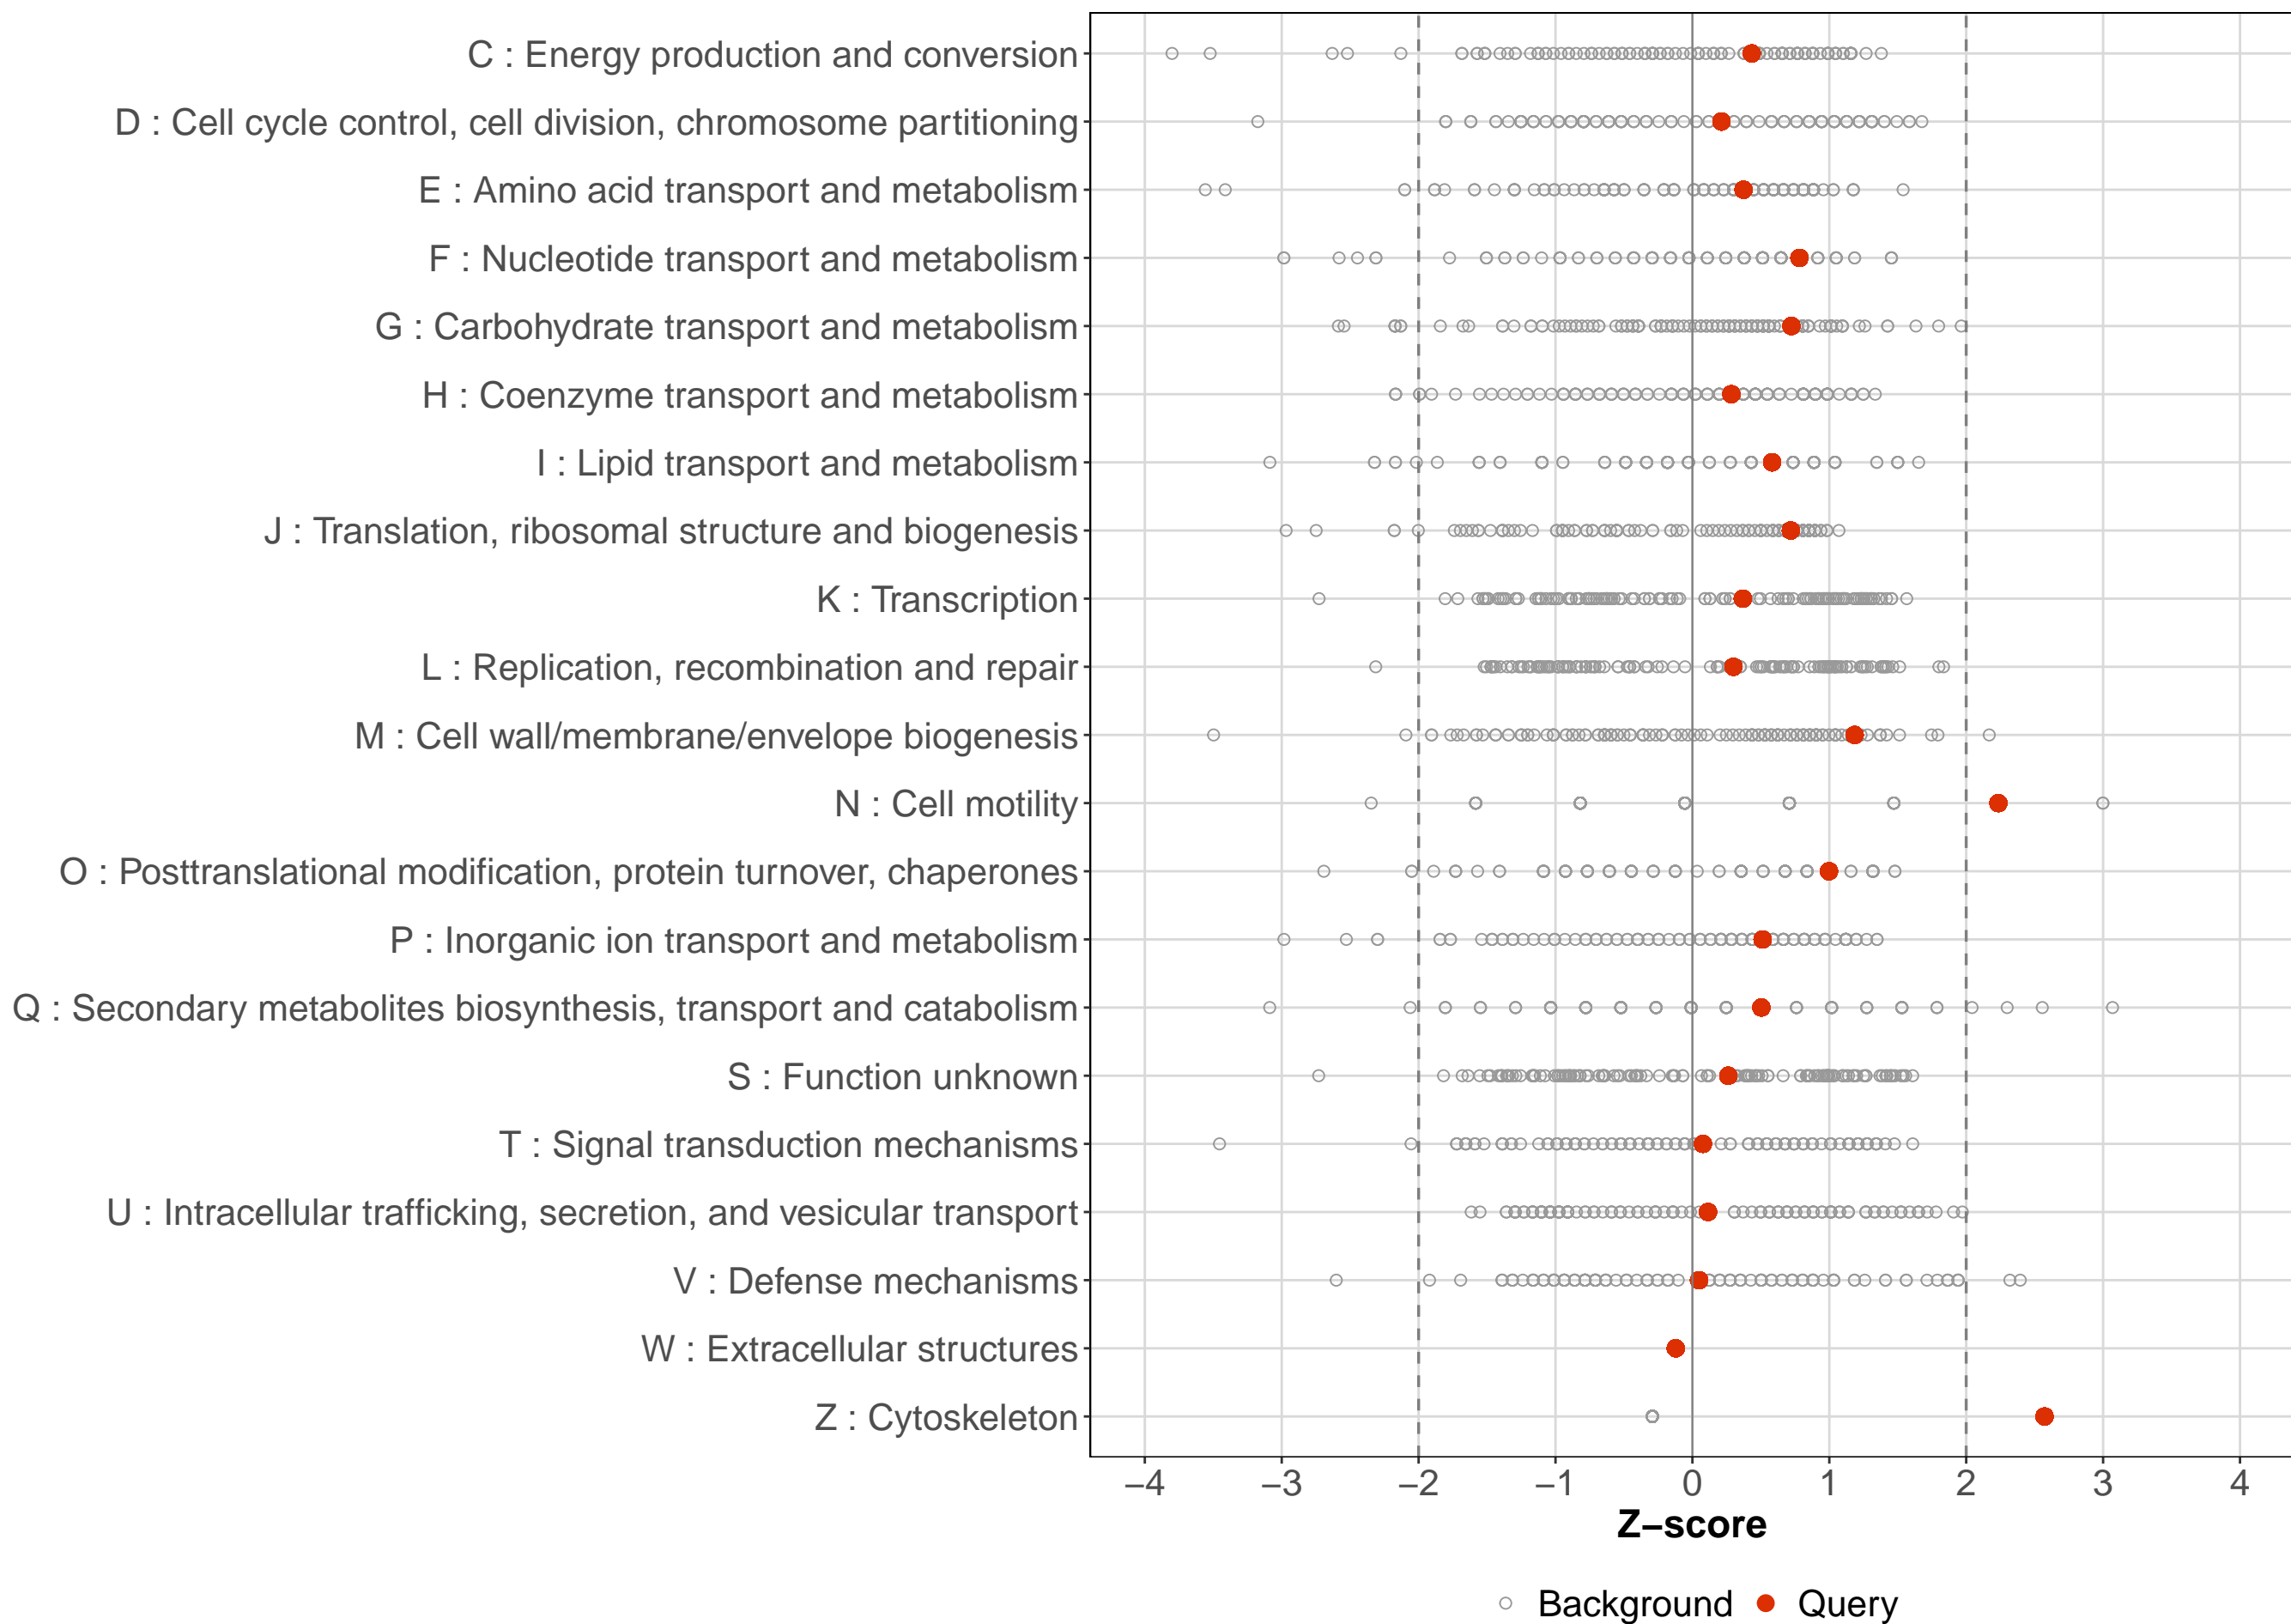 C : Energy production and conversion
D : Cell cycle control, cell division, chromosome partitioning
E : Amino acid transport and metabolism
F : Nucleotide transport and metabolism
G : Carbohydrate transport and metabolism
H : Coenzyme transport and metabolism
I : Lipid transport and metabolism
J : Translation, ribosomal structure and biogenesis
K : Transcription
L : Replication, recombination and repair
M : Cell wall/membrane/envelope biogenesis
N : Cell motility
O : Posttranslational modification, protein turnover, chaperones
P : Inorganic ion transport and metabolism
Q : Secondary metabolites biosynthesis, transport and catabolism
S : Function unknown
T : Signal transduction mechanisms
U : Intracellular trafficking, secretion, and vesicular transport
V : Defense mechanisms
W : Extracellular structures
Z : Cytoskeleton
−4 −3 −2 −1 0 1 2 3 4
Z−score
Background Query